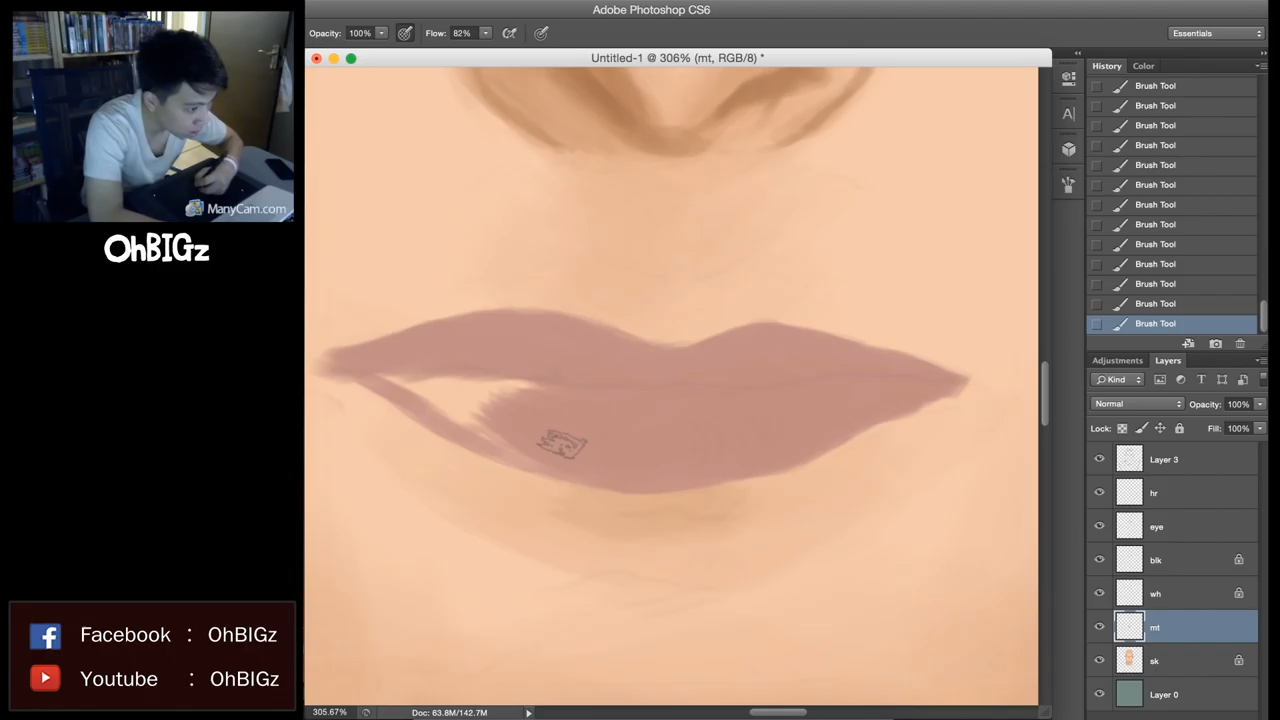 Adobe Photoshop CS6
Opacity: 100%
Flow: 82%
Essentials
Untitled-1 @ 306% (mt, RGB/8) *
ManyCam.com
OhBIGz
Facebook : OhBIGz
Youtube : OhBIGz
History Color
Brush Tool
Brush Tool
Brush Tool
Brush Tool
Brush Tool
Brush Tool
Brush Tool
Brush Tool
Brush Tool
Brush Tool
Brush Tool
Brush Tool
Brush Tool
Adjustments Layers
Kind
Normal
Opacity: 100%
Lock:
Fill: 100%
Layer 3
hr
eye
blk
wh
mt
sk
Layer 0
305.67%
Doc: 63.8M/142.7M